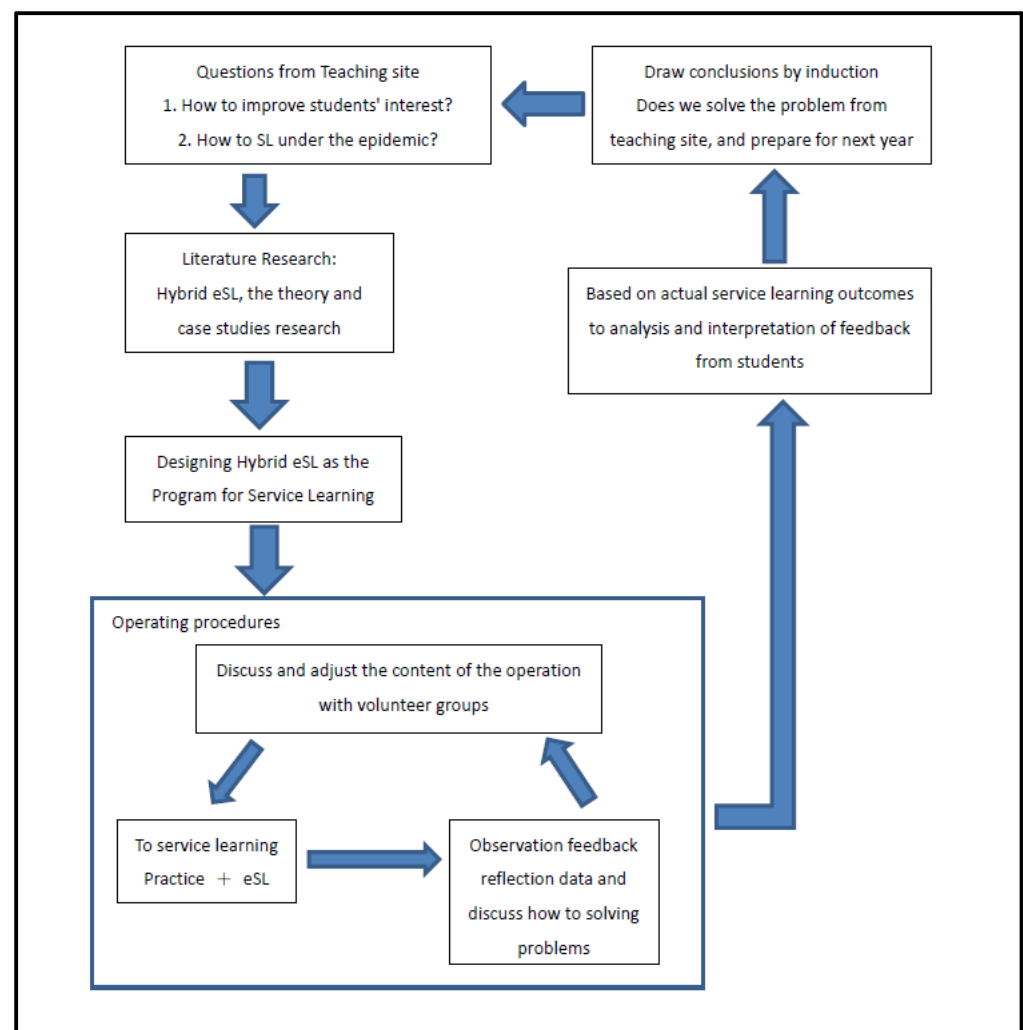 Questions from Teaching site
1. How to improve students' interest?
2. How to SL under the epidemic?
Draw conclusions by induction
Does we solve the problem from
teaching site, and prepare for next year
Literature Research:
Hybrid eSL, the theory and
case studies research
Based on actual service learning outcomes
to analysis and interpretation of feedback
from students
Designing Hybrid eSL as the
Program for Service Learning
Operating procedures
Discuss and adjust the content of the operation
with volunteer groups
To service learning
Practice + eSL
Observation feedback
reflection data and
discuss how to solving
problems